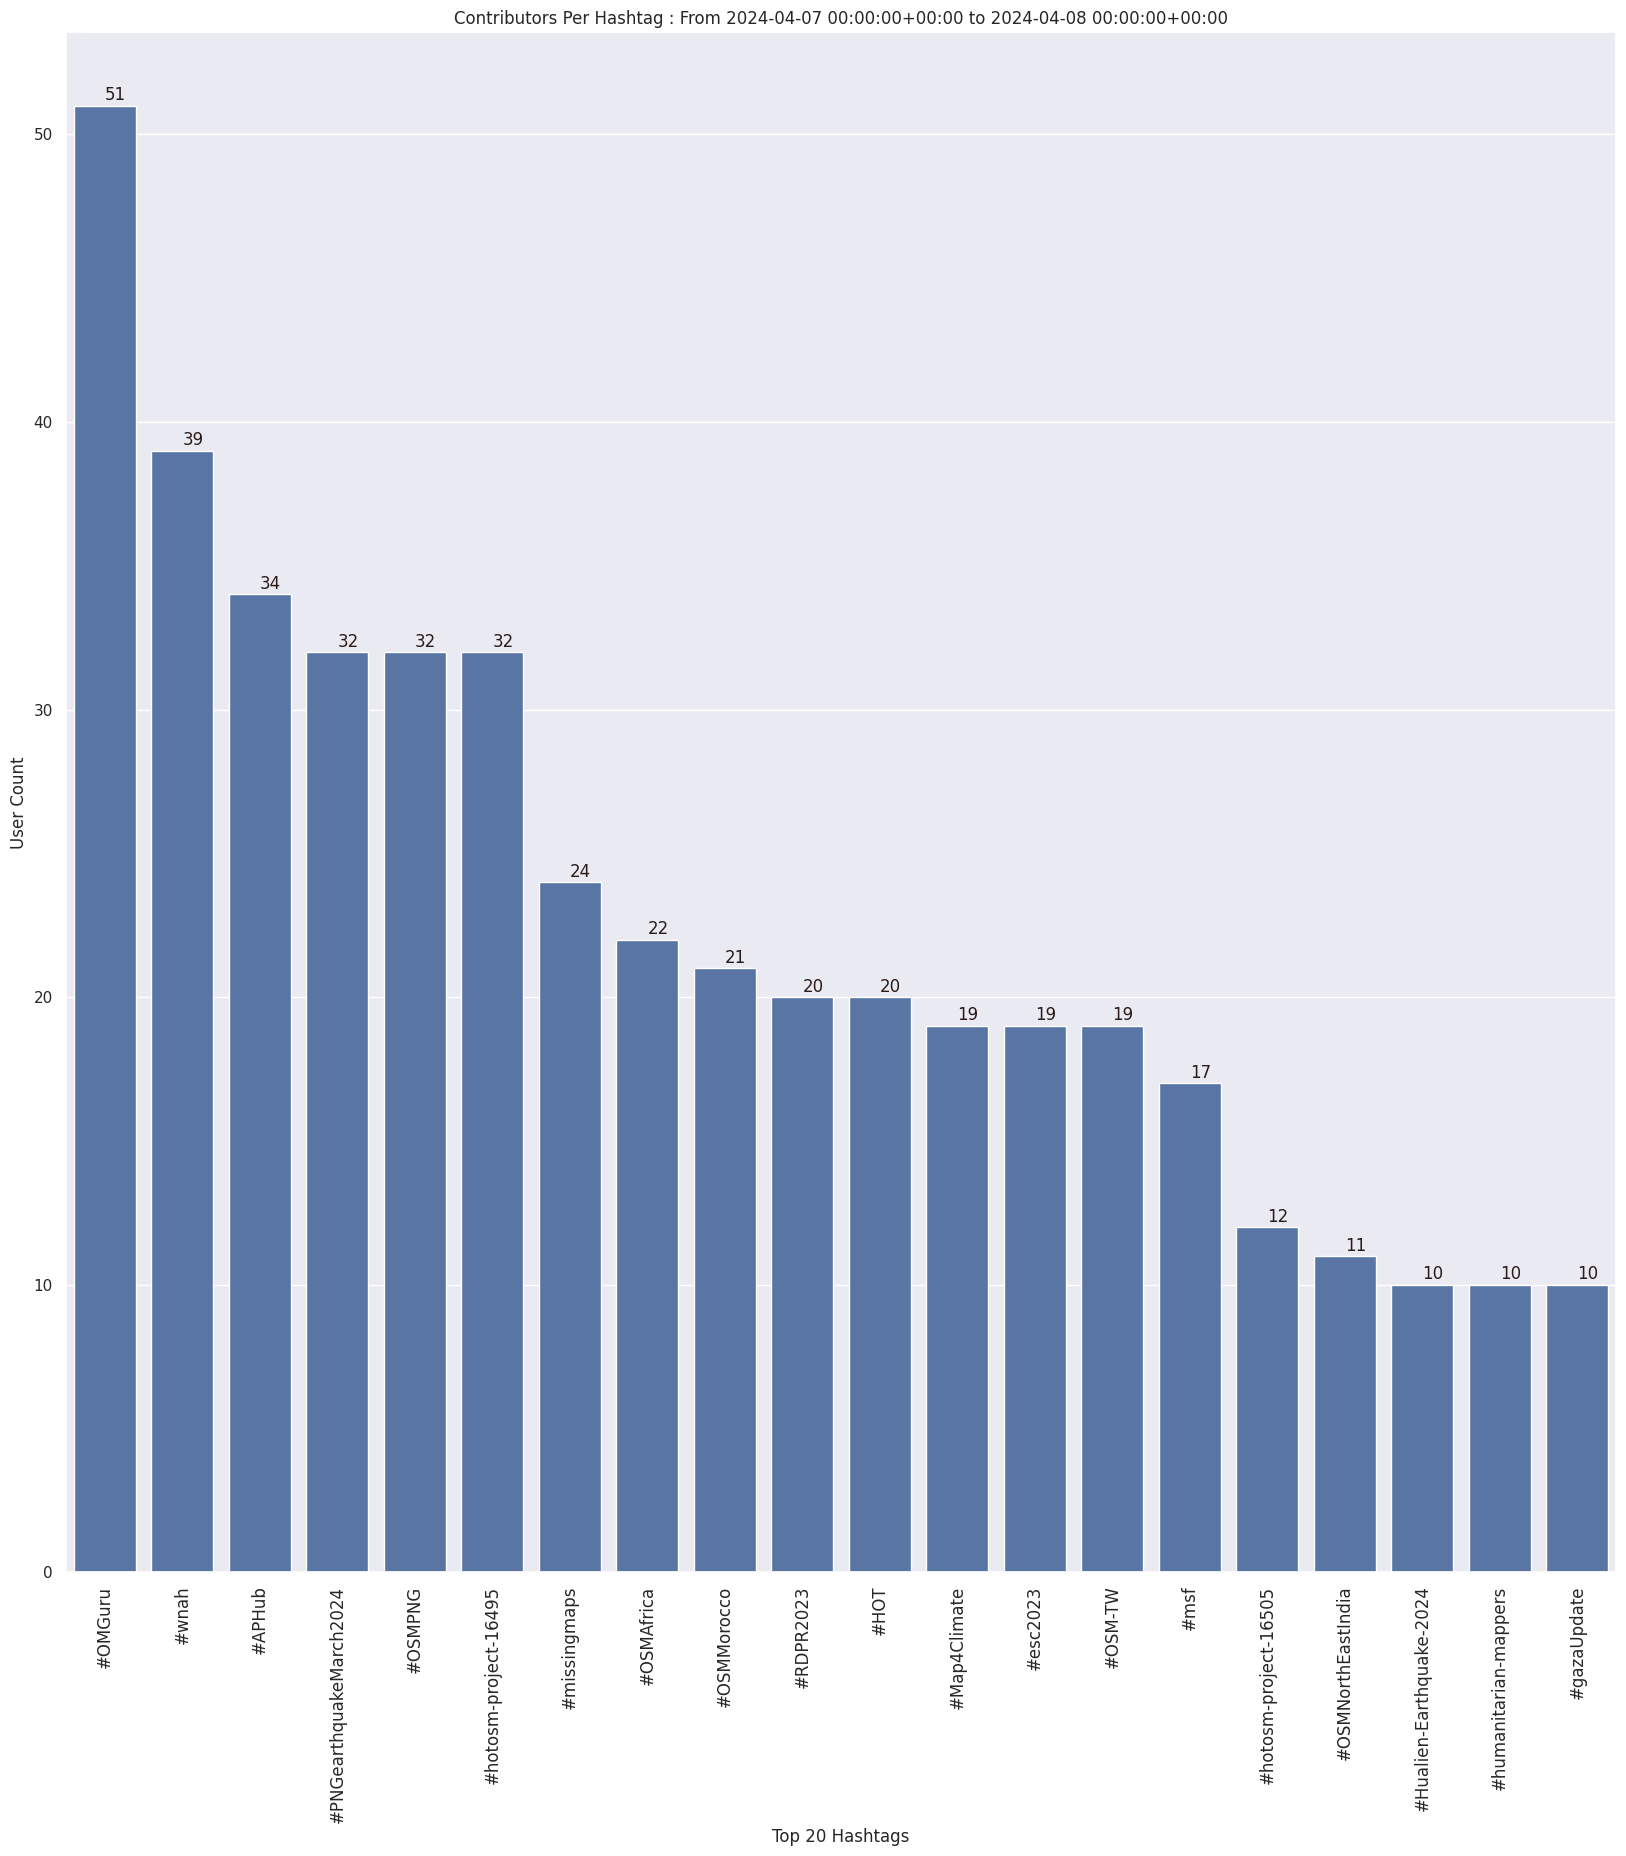 Contributors Per Hashtag : From 2024-04-07 00:00:00+00:00 to 2024-04-08 00:00:00+00:00
User Count
50
40
30
20
10
0
51
39
34
32
32
32
24
22
21
20
20
19
19
19
17
12
11
10
10
10
#OMGuru
#wnah
#APHub
#PNGearthquakeMarch2024
#OSMPNG
#hotosm-project-16495
#missingmaps
#OSMAfrica
#OSMMorocco
#RDPR2023
#HOT
#Map4Climate
#esc2023
#OSM-TW
#msf
#hotosm-project-16505
#OSMNorthEastIndia
#Hualien-Earthquake-2024
#humanitarian-mappers
#gazaUpdate
Top 20 Hashtags